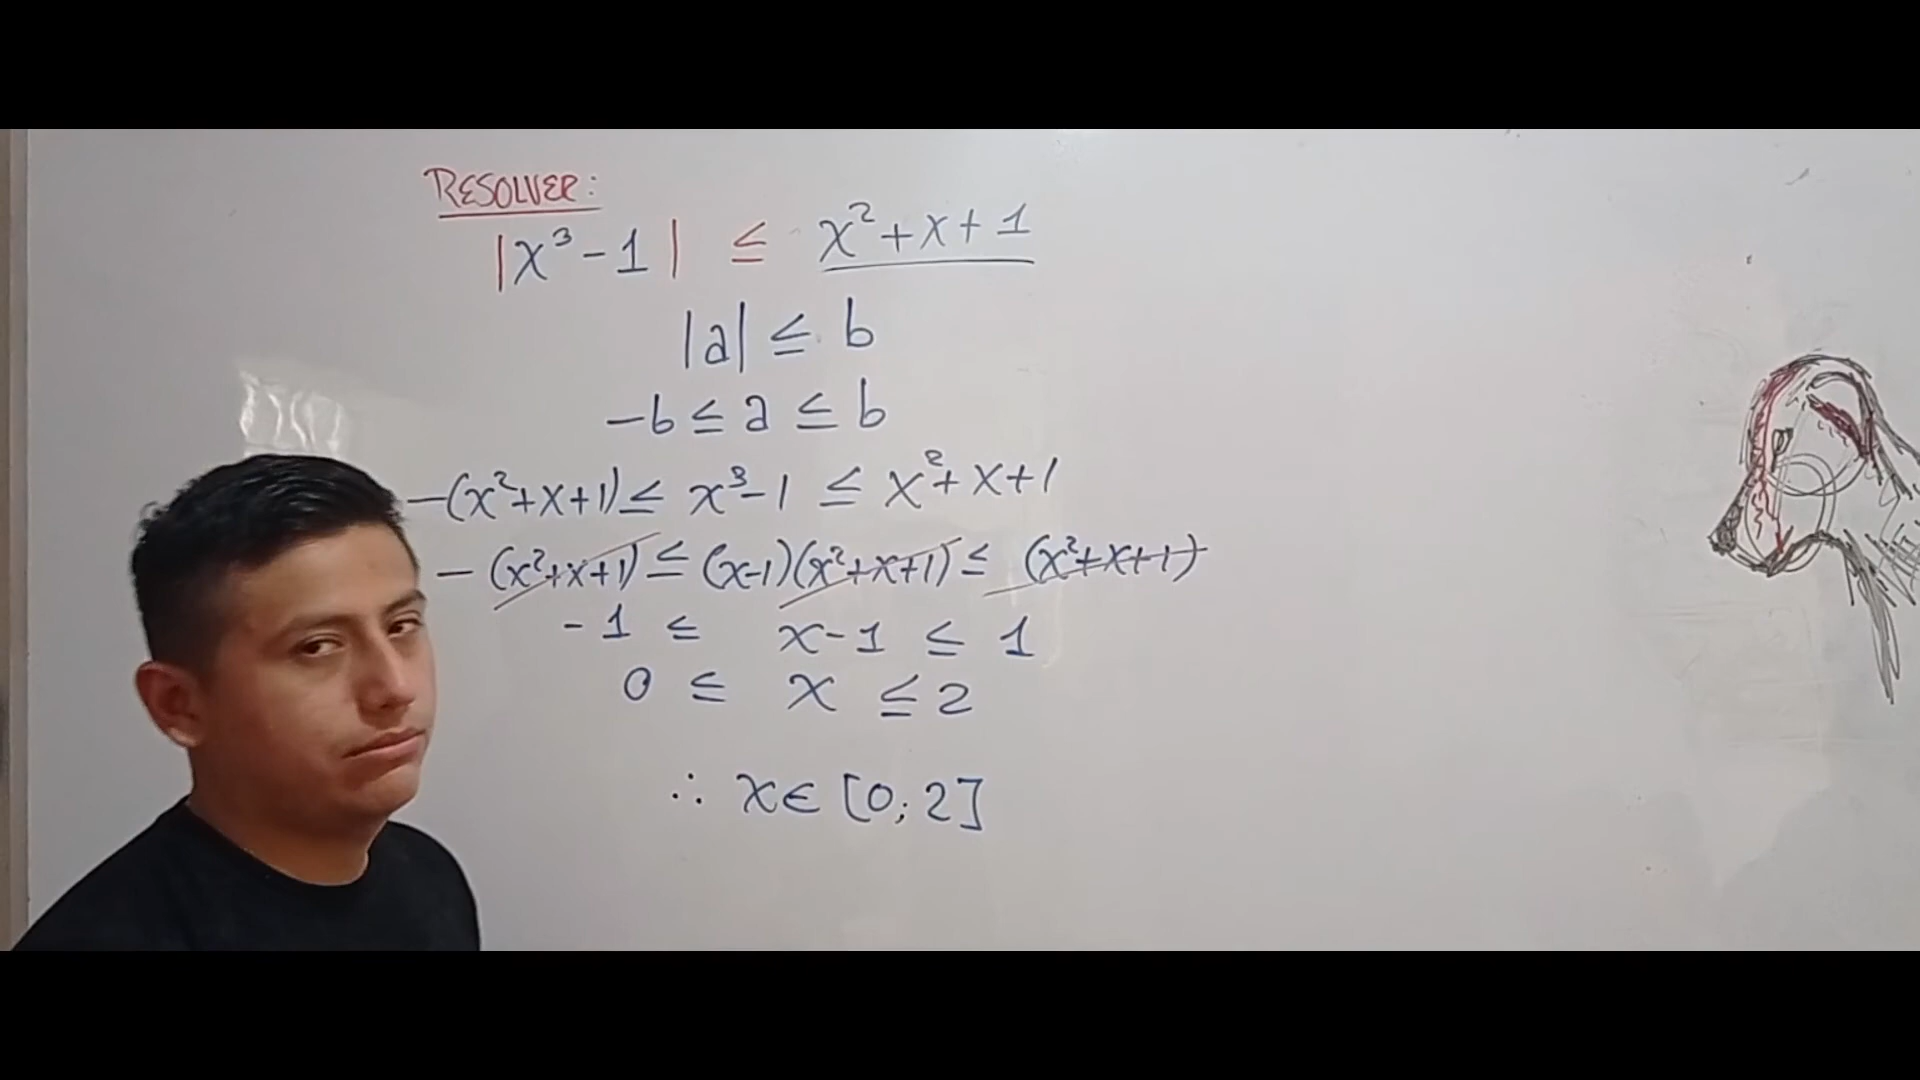 RESOLVER:
|x³-1| ≤ x²+x+1
|a| ≤ b
-b ≤ a ≤ b
-(x²+x+1) ≤ x³-1 ≤ x²+x+1
-(x²+x+1) ≤ (x-1)(x²+x+1) ≤ (x²+x+1)
-1 ≤ x-1 ≤ 1
0 ≤ x ≤ 2
∴ x∈[0;2]